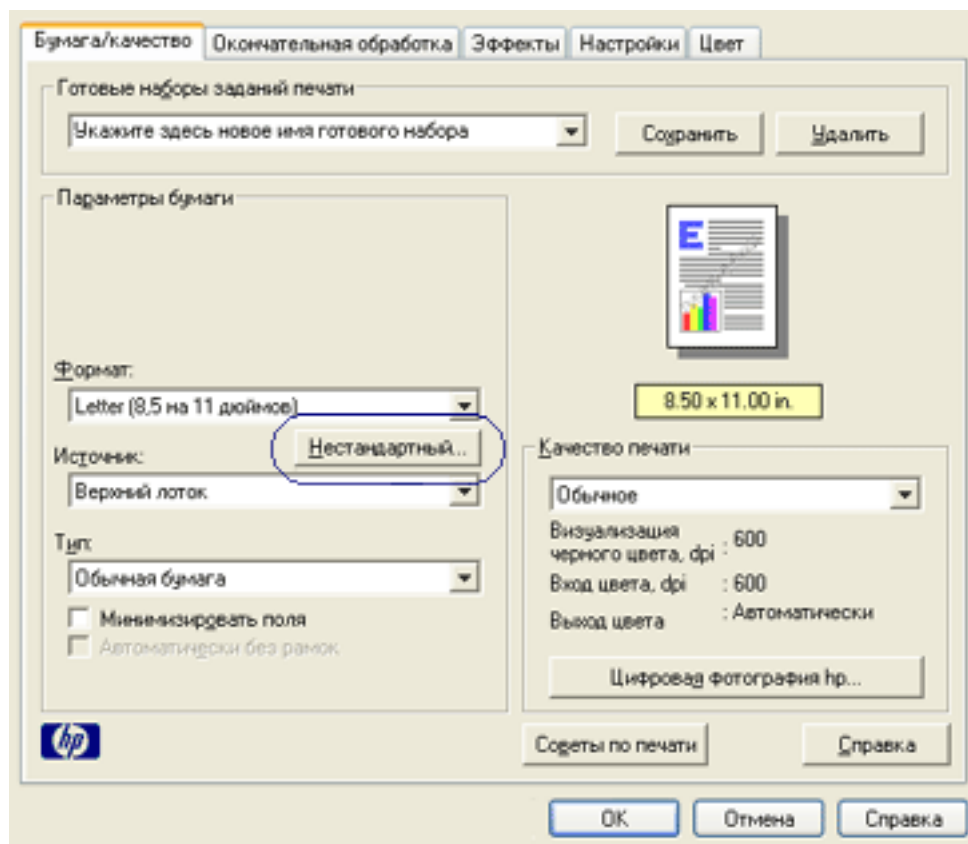 Бумага/качество Окончательная обработка Эффекты Настройки Цвет
Готовые наборы заданий печати
Укажите здесь новое имя готового набора Сохранить Удалить
Параметры бумаги
E
Формат:
Letter (8,5 на 11 дюймов)
8.50 x 11.00 in.
Нестандартный...
Источник:
Верхний лоток
Тип:
Обычная бумага
Минимизировать поля
Автоматически без рамок
Качество печати
Обычное
Визуализация
черного цвета, dpi : 600
Вход цвета, dpi : 600
Выход цвета : Автоматически
Цифровая фотография hp...
hp
Советы по печати Справка
OK Отмена Справка